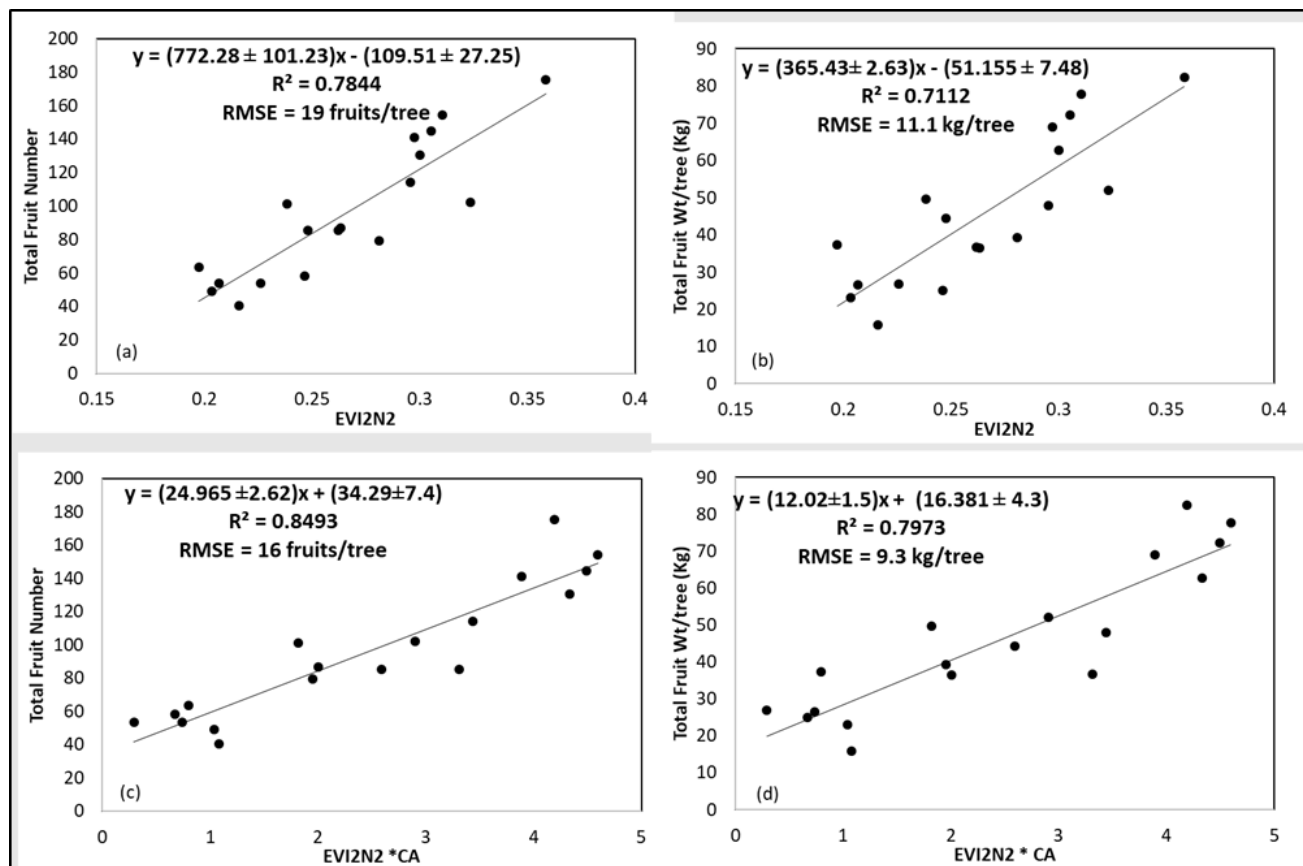 y = (772.28 ± 101.23)x - (109.51 ± 27.25)
R² = 0.7844
RMSE = 19 fruits/tree
Total Fruit Number
200
180
160
140
120
100
80
60
40
20
0
(a)
0.15 0.2 0.25 0.3 0.35 0.4
EVI2N2
y = (365.43± 2.63)x - (51.155 ± 7.48)
R² = 0.7112
RMSE = 11.1 kg/tree
Total Fruit Wt/tree (Kg)
90
80
70
60
50
40
30
20
10
0
(b)
0.15 0.2 0.25 0.3 0.35 0.4
EVI2N2
y = (24.965 ±2.62)x + (34.29±7.4)
R² = 0.8493
RMSE = 16 fruits/tree
Total Fruit Number
200
180
160
140
120
100
80
60
40
20
0
(c)
0 1 2 3 4 5
EVI2N2 *CA
y = (12.02±1.5)x + (16.381 ± 4.3)
R² = 0.7973
RMSE = 9.3 kg/tree
Total Fruit Wt/tree (Kg)
90
80
70
60
50
40
30
20
10
0
(d)
0 1 2 3 4 5
EVI2N2 * CA